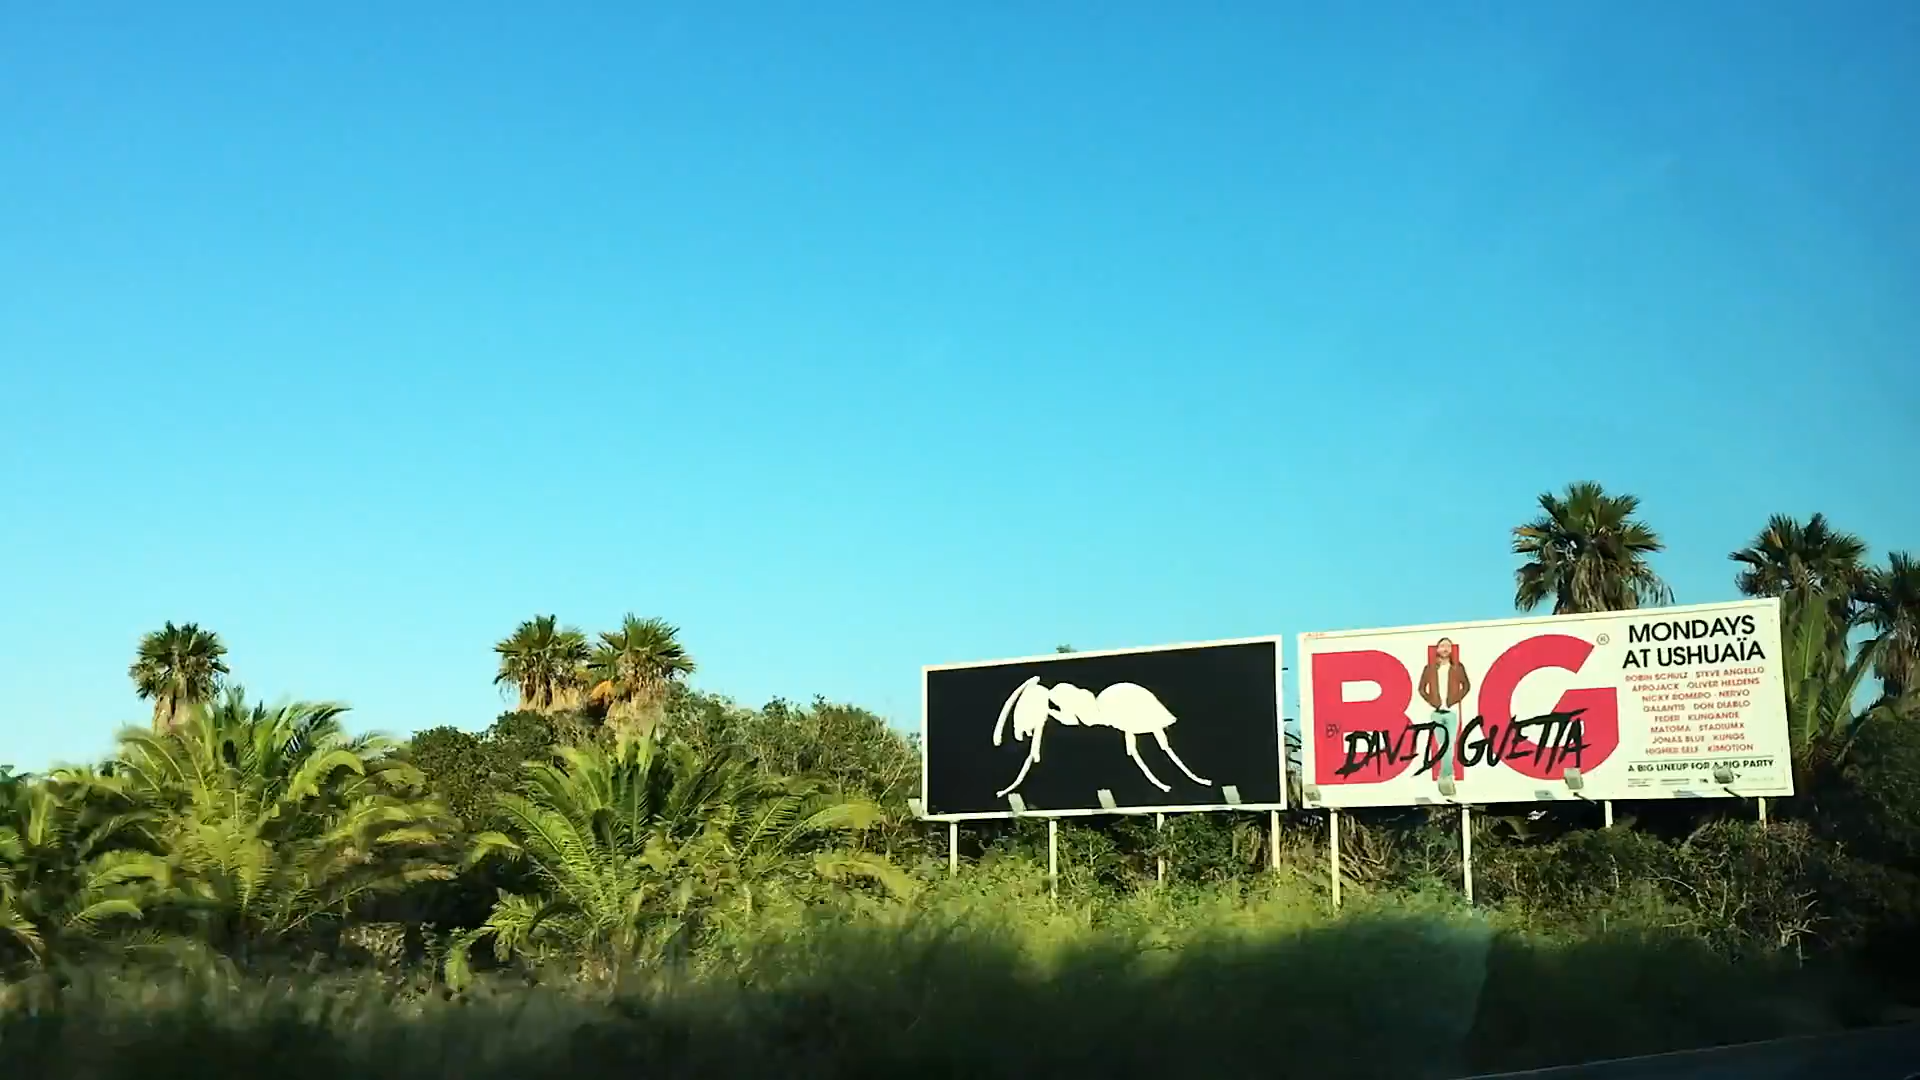 BIG®
BY DAVID GUETTA
MONDAYS
AT USHUAÏA
ROBIN SCHULZ · STEVE ANGELLO
AFROJACK · OLIVER HELDENS
NICKY ROMERO · NERVO
GALANTIS · DON DIABLO
FEDER · KUNGANDE
MATOMA · STADIUMX
JONAS BLUE · KUNGS
HIGHER SELF · KIMOTION
A BIG LINEUP FOR A BIG PARTY